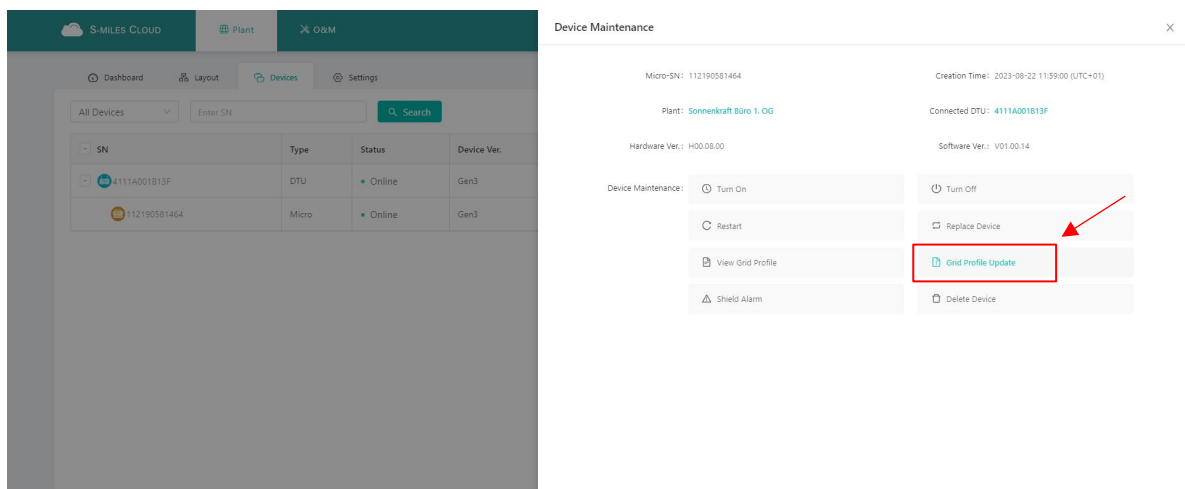 S-MILES CLOUD
Plant
O&M
Dashboard
Layout
Devices
Settings
All Devices
Enter SN
Search
SN Type Status Device Ver.
4111A001B13F DTU Online Gen3
112190581464 Micro Online Gen3
Device Maintenance
Micro-SN: 112190581464 Creation Time: 2023-08-22 11:59:00 (UTC+01)
Plant: Sonnenkraft Büro 1. OG Connected DTU: 4111A001B13F
Hardware Ver.: H00.08.00 Software Ver.: V01.00.14
Device Maintenance: Turn On Turn Off
Restart Replace Device
View Grid Profile Grid Profile Update
Shield Alarm Delete Device